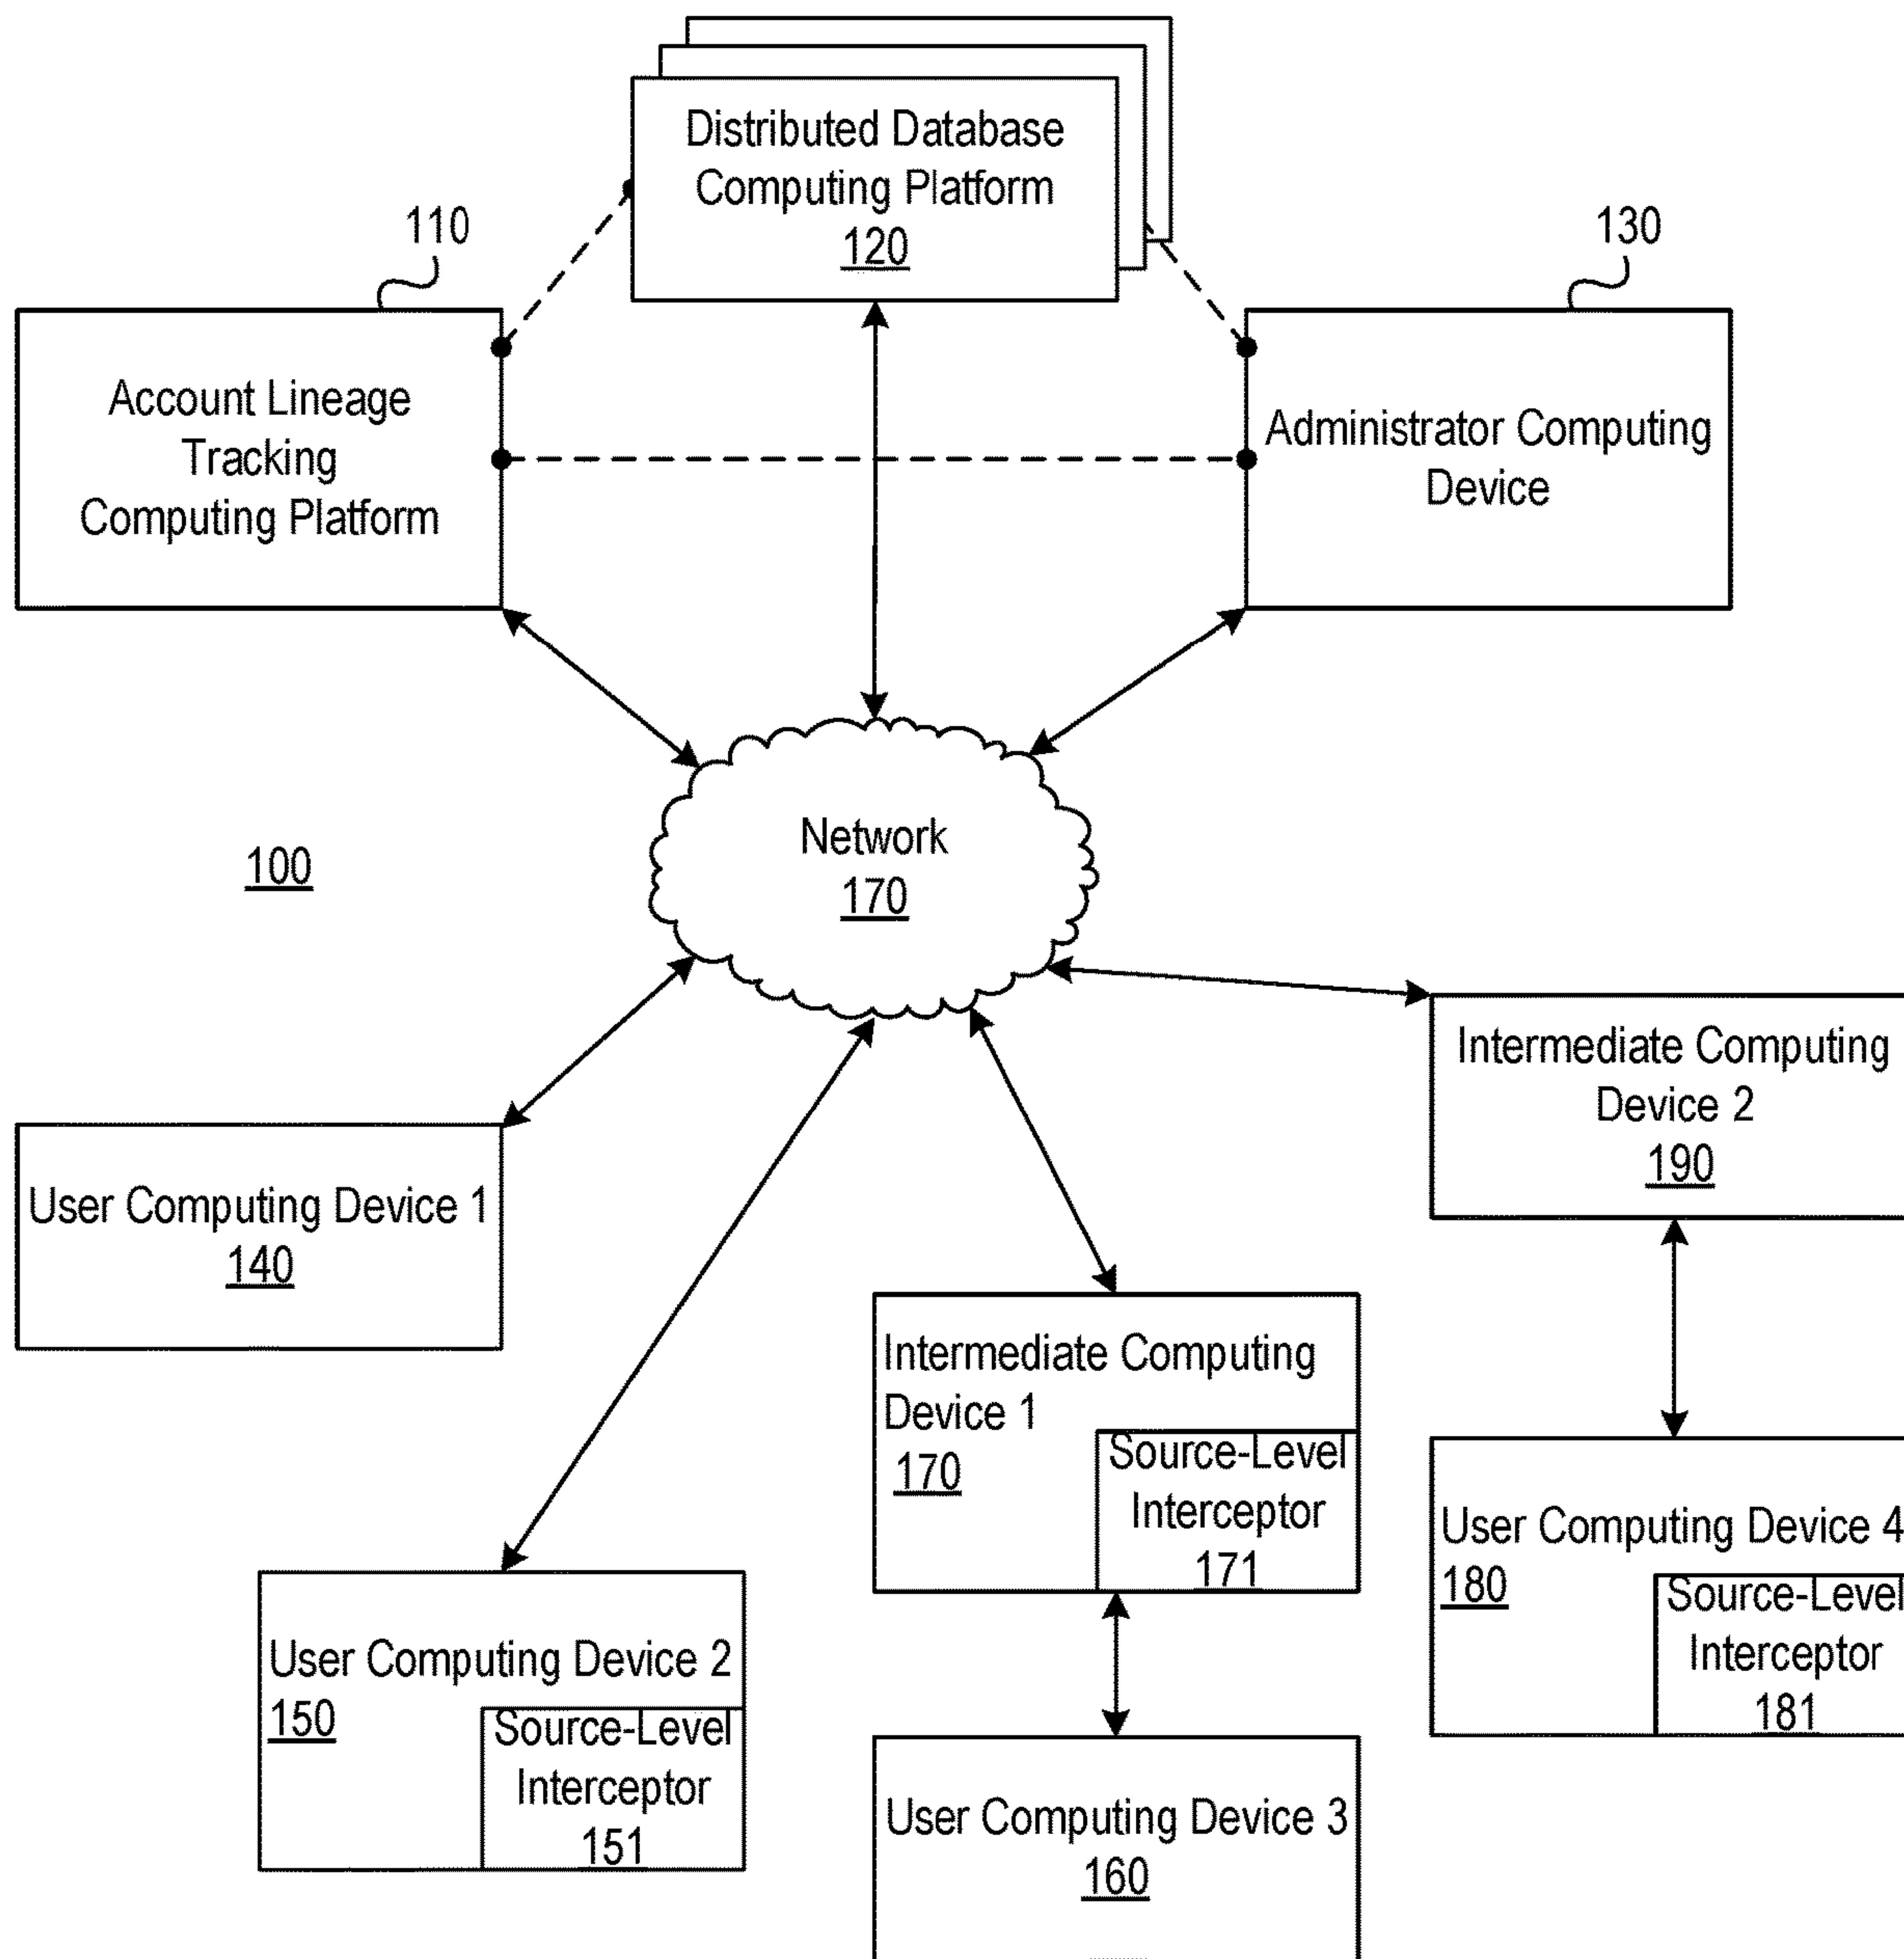 Distributed Database
Computing Platform
120
110
130
Account Lineage
Tracking
Computing Platform
Administrator Computing
Device
Network
170
100
Intermediate Computing
Device 2
190
User Computing Device 1
140
Intermediate Computing
Device 1
170
Source-Level
Interceptor
171
User Computing Device 4
180
Source-Level
Interceptor
181
User Computing Device 2
150
Source-Level
Interceptor
151
User Computing Device 3
160